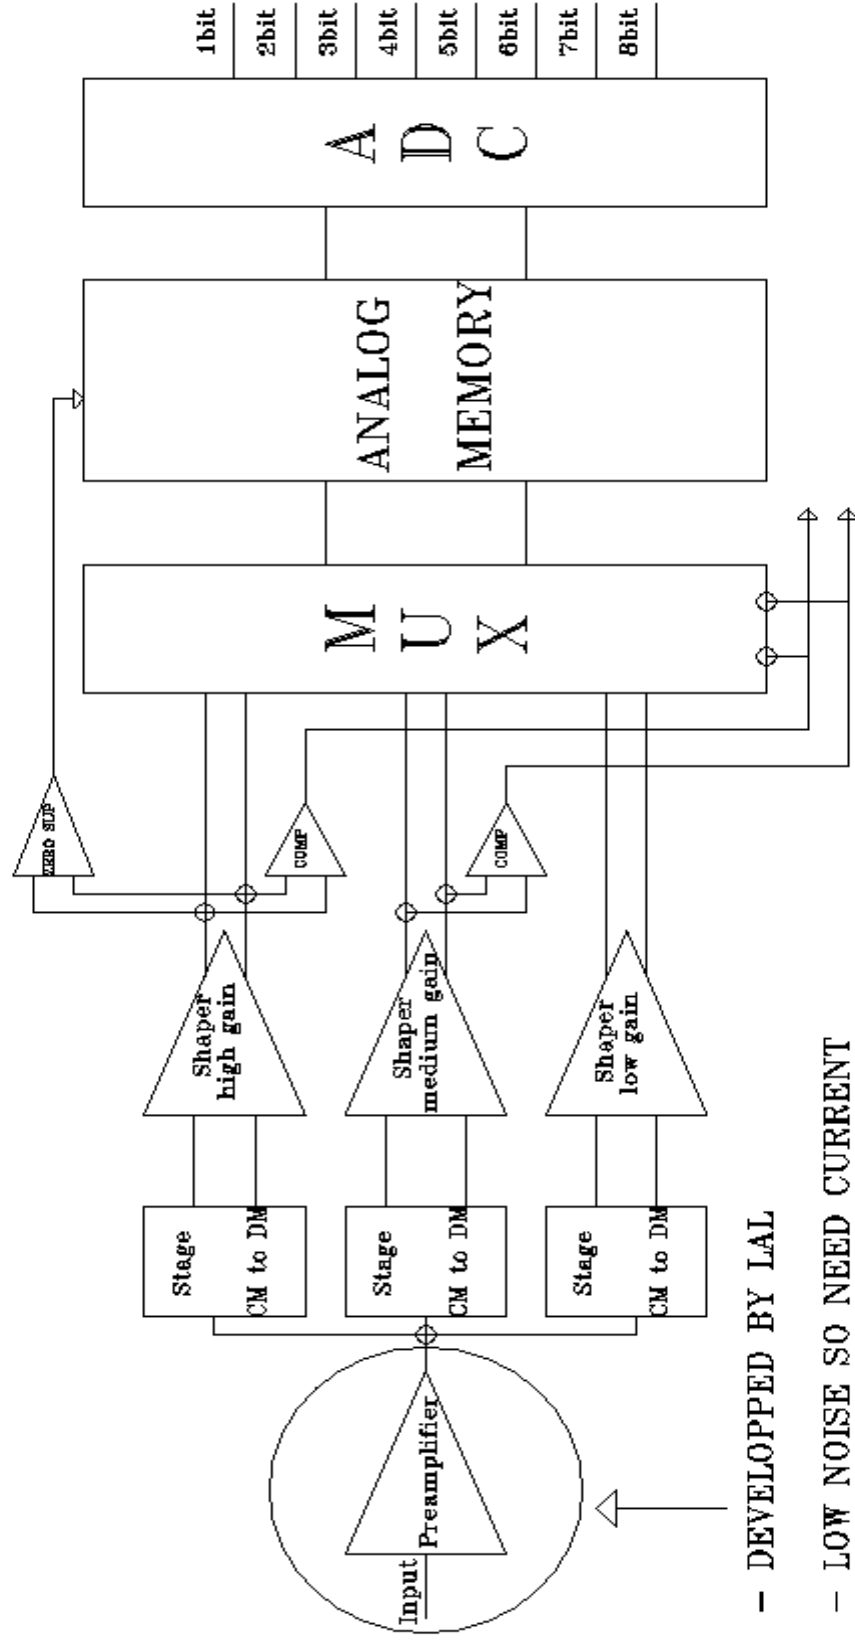 Input
Preamplifier
Stage
CM to DM
Stage
CM to DM
Stage
CM to DM
Shaper
high gain
Shaper
medium gain
Shaper
low gain
ZERO SUP
COMP
COMP
MUX
ANALOG
MEMORY
ADC
1bit
2bit
3bit
4bit
5bit
6bit
7bit
8bit
- DEVELOPPED BY LAL
- LOW NOISE SO NEED CURRENT